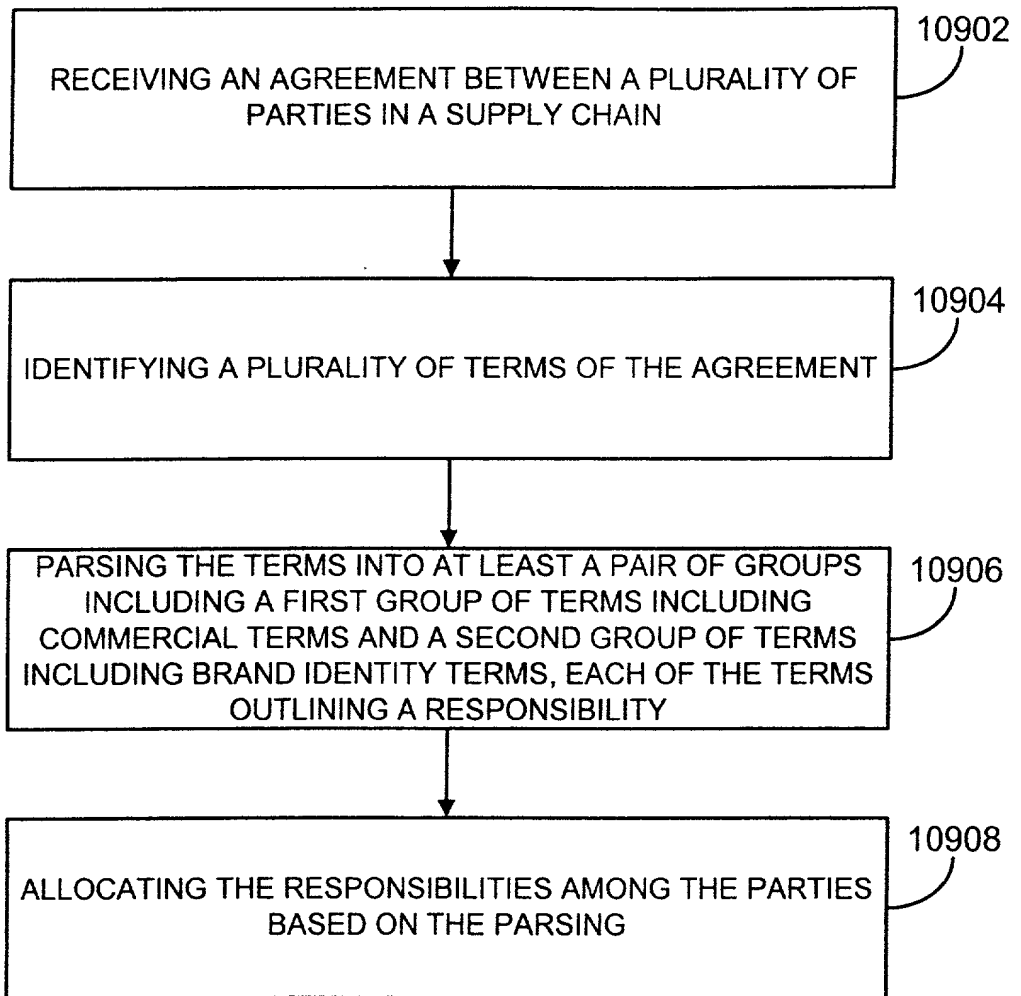 10902
RECEIVING AN AGREEMENT BETWEEN A PLURALITY OF
PARTIES IN A SUPPLY CHAIN
10904
IDENTIFYING A PLURALITY OF TERMS OF THE AGREEMENT
10906
PARSING THE TERMS INTO AT LEAST A PAIR OF GROUPS
INCLUDING A FIRST GROUP OF TERMS INCLUDING
COMMERCIAL TERMS AND A SECOND GROUP OF TERMS
INCLUDING BRAND IDENTITY TERMS, EACH OF THE TERMS
OUTLINING A RESPONSIBILITY
10908
ALLOCATING THE RESPONSIBILITIES AMONG THE PARTIES
BASED ON THE PARSING